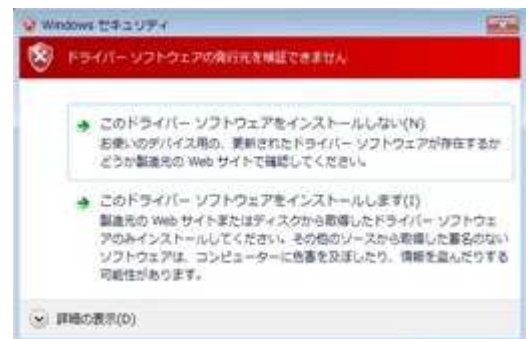 Windows セキュリティ
ドライバー ソフトウェアの発行元を検証できません
このドライバー ソフトウェアをインストールしない(N)
お使いのデバイス用の、更新されたドライバー ソフトウェアが存在するか
どうか製造元の Web サイトで確認してください。
このドライバー ソフトウェアをインストールします(I)
製造元の Web サイトまたはディスクから取得したドライバー ソフトウェ
アのみインストールしてください。その他のソースから取得した署名のない
ソフトウェアは、コンピューターに危害を及ぼしたり、情報を盗んだりする
可能性があります。
詳細の表示(D)